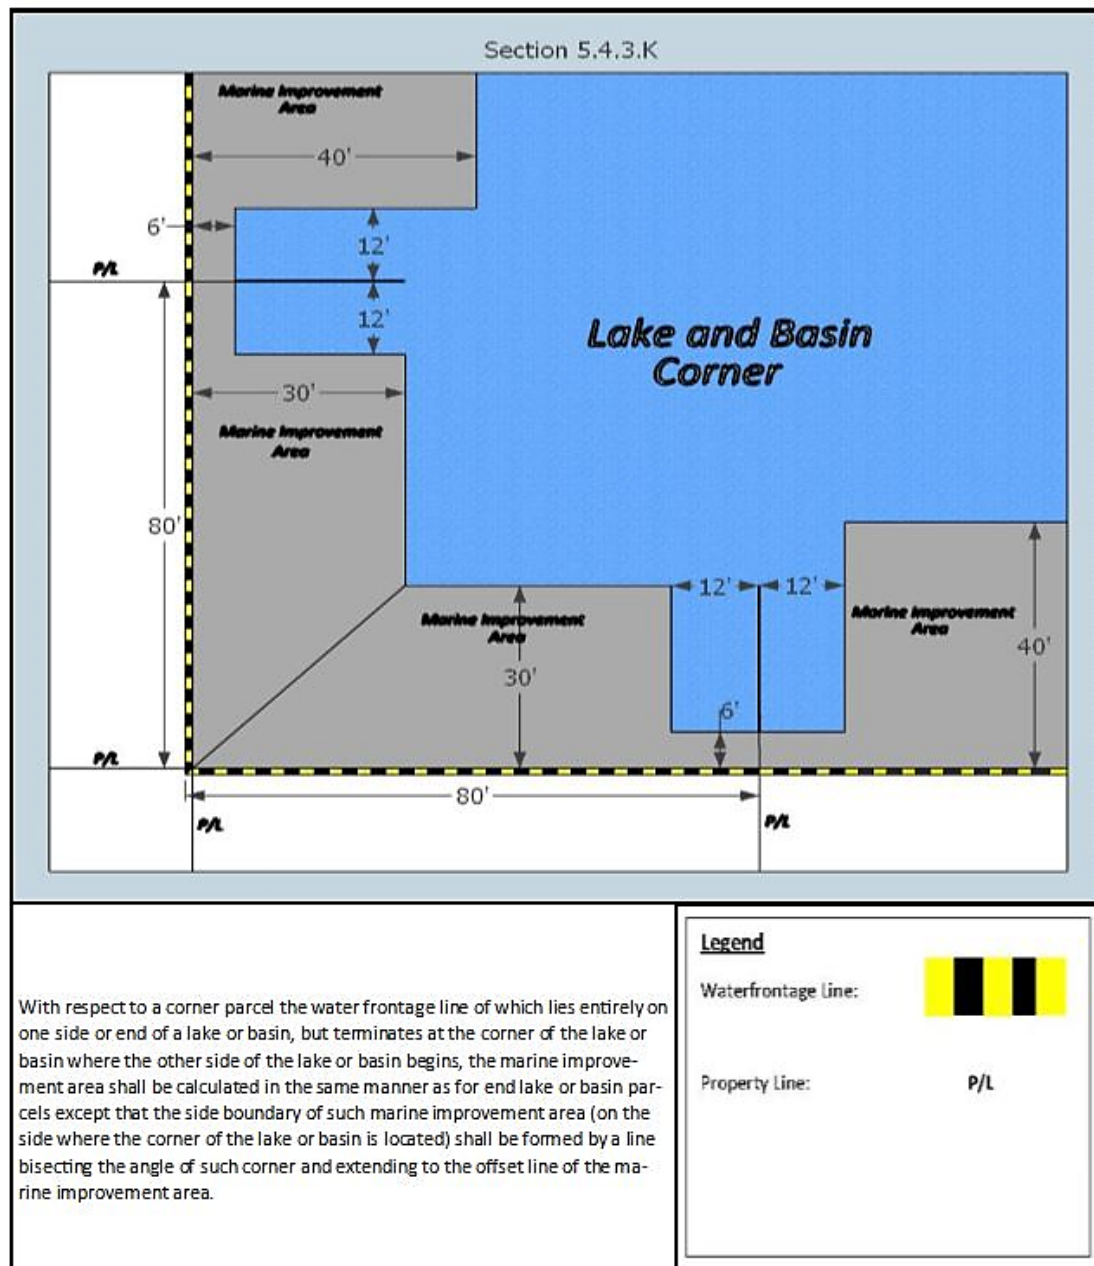 Section 5.4.3.K
Marine Improvement
Area
40'
6'
12'
P/L
12'
Lake and Basin
Corner
30'
Marine Improvement
Area
80'
12' 12'
Marine Improvement
Area
Marine Improvement
Area
40'
30'
6'
P/L
80'
P/L
P/L
With respect to a corner parcel the water frontage line of which lies entirely on
one side or end of a lake or basin, but terminates at the corner of the lake or
basin where the other side of the lake or basin begins, the marine improve-
ment area shall be calculated in the same manner as for end lake or basin par-
cels except that the side boundary of such marine improvement area (on the
side where the corner of the lake or basin is located) shall be formed by a line
bisecting the angle of such corner and extending to the offset line of the ma-
rine improvement area.
Legend
Waterfrontage Line:
Property Line: P/L